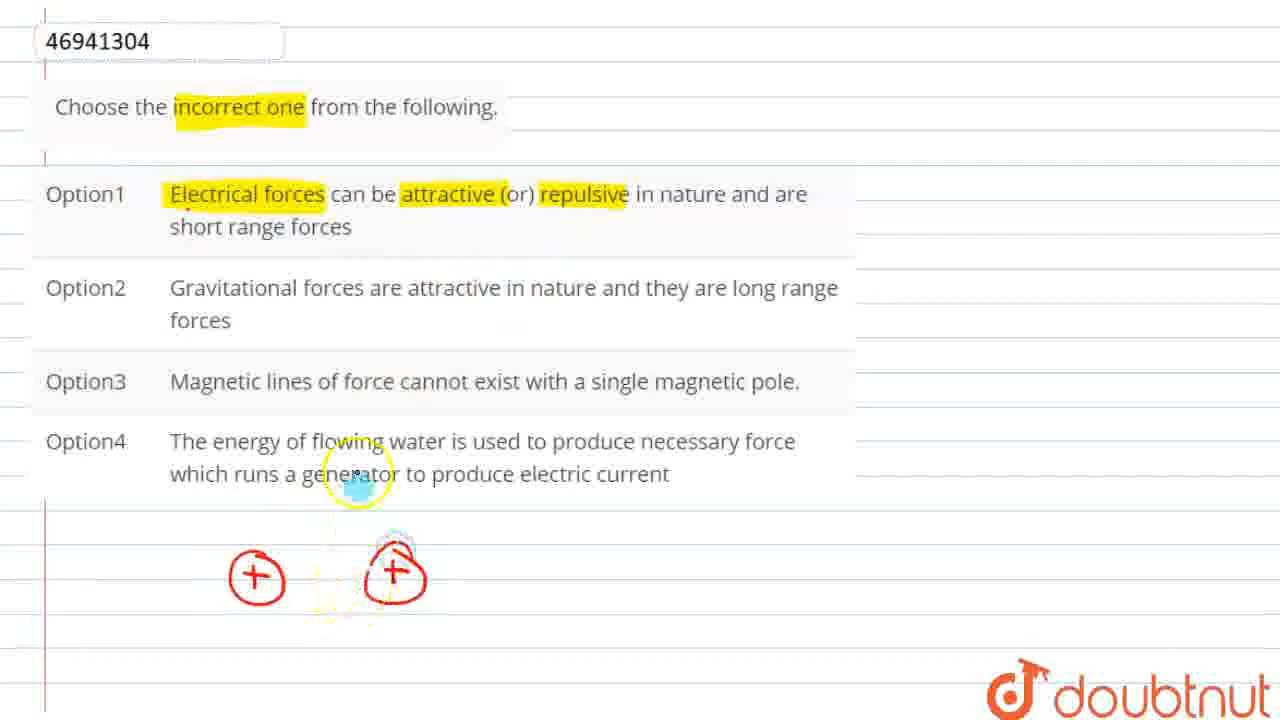 46941304
Choose the incorrect one from the following.
Option1 Electrical forces can be attractive (or) repulsive in nature and are
short range forces
Option2 Gravitational forces are attractive in nature and they are long range
forces
Option3 Magnetic lines of force cannot exist with a single magnetic pole.
Option4 The energy of flowing water is used to produce necessary force
which runs a generator to produce electric current
+ +
doubtnut